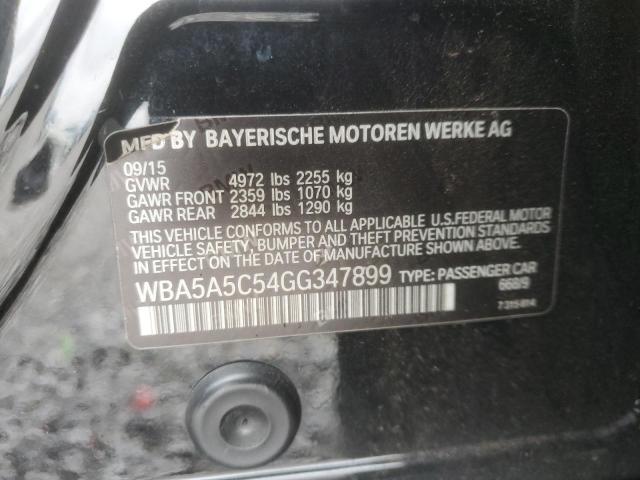 MFD BY BAYERISCHE MOTOREN WERKE AG
09/15
GVWR 4972 lbs 2255 kg
GAWR FRONT 2359 lbs 1070 kg
GAWR REAR 2844 lbs 1290 kg
THIS VEHICLE CONFORMS TO ALL APPLICABLE U.S.FEDERAL MOTOR
VEHICLE SAFETY, BUMPER AND THEFT PREVENTION STANDARDS
IN EFFECT ON THE DATE OF MANUFACTURE SHOWN ABOVE.
WBA5A5C54GG347899 TYPE: PASSENGER CAR
668/9